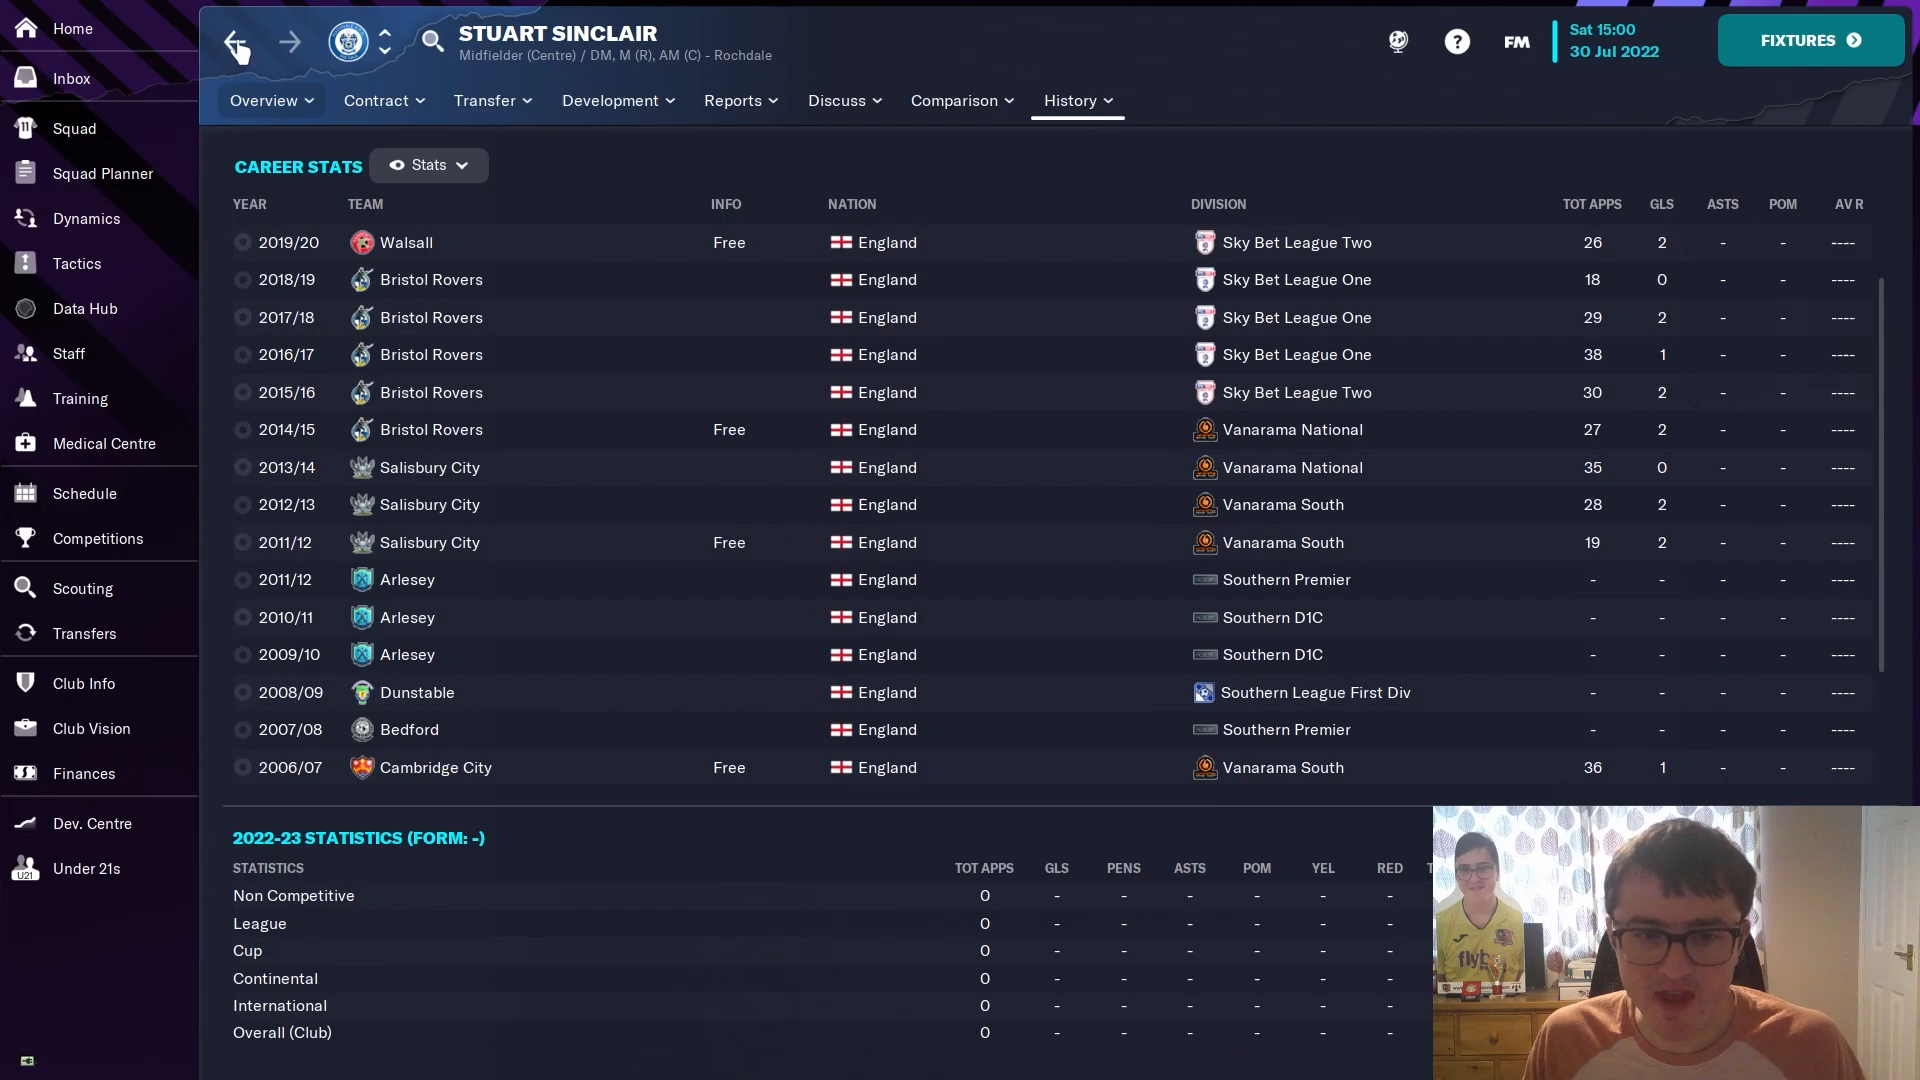 Home
Inbox
Squad
Squad Planner
Dynamics
Tactics
Data Hub
Staff
Training
Medical Centre
Schedule
Competitions
Scouting
Transfers
Club Info
Club Vision
Finances
Dev. Centre
U21 Under 21s
STUART SINCLAIR
Midfielder (Centre) / DM, M (R), AM (C) - Rochdale
? FM Sat 15:00
30 Jul 2022
FIXTURES
Overview Contract Transfer Development Reports Discuss Comparison History
CAREER STATS Stats
YEAR TEAM INFO NATION DIVISION TOT APPS GLS ASTS POM AV R
2019/20 Walsall Free England Sky Bet League Two 26 2 - - ----
2018/19 Bristol Rovers England Sky Bet League One 18 0 - - ----
2017/18 Bristol Rovers England Sky Bet League One 29 2 - - ----
2016/17 Bristol Rovers England Sky Bet League One 38 1 - - ----
2015/16 Bristol Rovers England Sky Bet League Two 30 2 - - ----
2014/15 Bristol Rovers Free England Vanarama National 27 2 - - ----
2013/14 Salisbury City England Vanarama National 35 0 - - ----
2012/13 Salisbury City England Vanarama South 28 2 - - ----
2011/12 Salisbury City Free England Vanarama South 19 2 - - ----
2011/12 Arlesey England Southern Premier - - - - ----
2010/11 Arlesey England Southern D1C - - - - ----
2009/10 Arlesey England Southern D1C - - - - ----
2008/09 Dunstable England Southern League First Div - - - - ----
2007/08 Bedford England Southern Premier - - - - ----
2006/07 Cambridge City Free England Vanarama South 36 1 - - ----
2022-23 STATISTICS (FORM: -)
STATISTICS TOT APPS GLS PENS ASTS POM YEL RED
Non Competitive 0 - - - - - -
League 0 - - - - - -
Cup 0 - - - - - -
Continental 0 - - - - - -
International 0 - - - - - -
Overall (Club) 0 - - - - - -